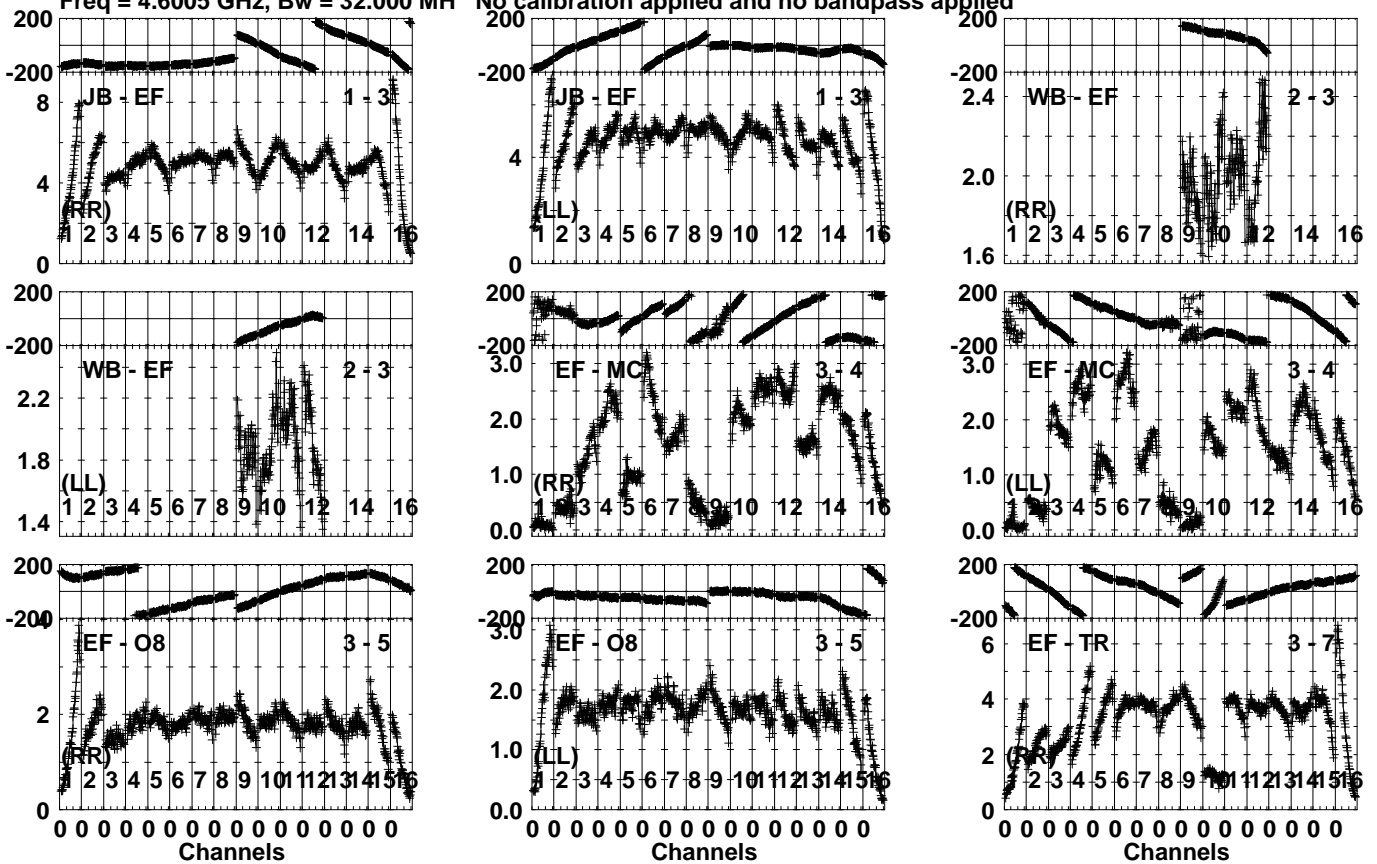 Freq = 4.6005 GHz, Bw = 32.000 MH No calibration applied and no bandpass applied
200
-200
8
4
0
JB - EF 1 - 3
(RR)
1 2 3 4 5 6 7 8 9 10 12 14 16
200
-200
4
0
JB - EF 1 - 3
(LL)
1 2 3 4 5 6 7 8 9 10 12 14 16
200
-200
2.4
2.0
1.6
WB - EF 2 - 3
(RR)
1 2 3 4 5 6 7 8 9 10 12 14 16
200
-200
2.2
1.8
1.4
WB - EF 2 - 3
(LL)
1 2 3 4 5 6 7 8 9 10 12 14 16
200
-200
3.0
2.0
1.0
0.0
EF - MC 3 - 4
(RR)
1 2 3 4 5 6 7 8 9 10 12 14 16
200
-200
3.0
2.0
1.0
0.0
EF - MC 3 - 4
(LL)
1 2 3 4 5 6 7 8 9 10 12 14 16
200
-200
4
2
0
EF - O8 3 - 5
(RR)
1 2 3 4 5 6 7 8 9 10 11 12 13 14 15 16
0 0 0 0 0 0 0 0 0 0 0 0 0 0 0 0
Channels
200
-200
3.0
2.0
1.0
0.0
EF - O8 3 - 5
(LL)
1 2 3 4 5 6 7 8 9 10 11 12 13 14 15 16
0 0 0 0 0 0 0 0 0 0 0 0 0 0 0 0
Channels
200
-200
6
4
2
0
EF - TR 3 - 7
(RR)
1 2 3 4 5 6 7 8 9 10 11 12 13 14 15 16
0 0 0 0 0 0 0 0 0 0 0 0 0 0 0 0
Channels